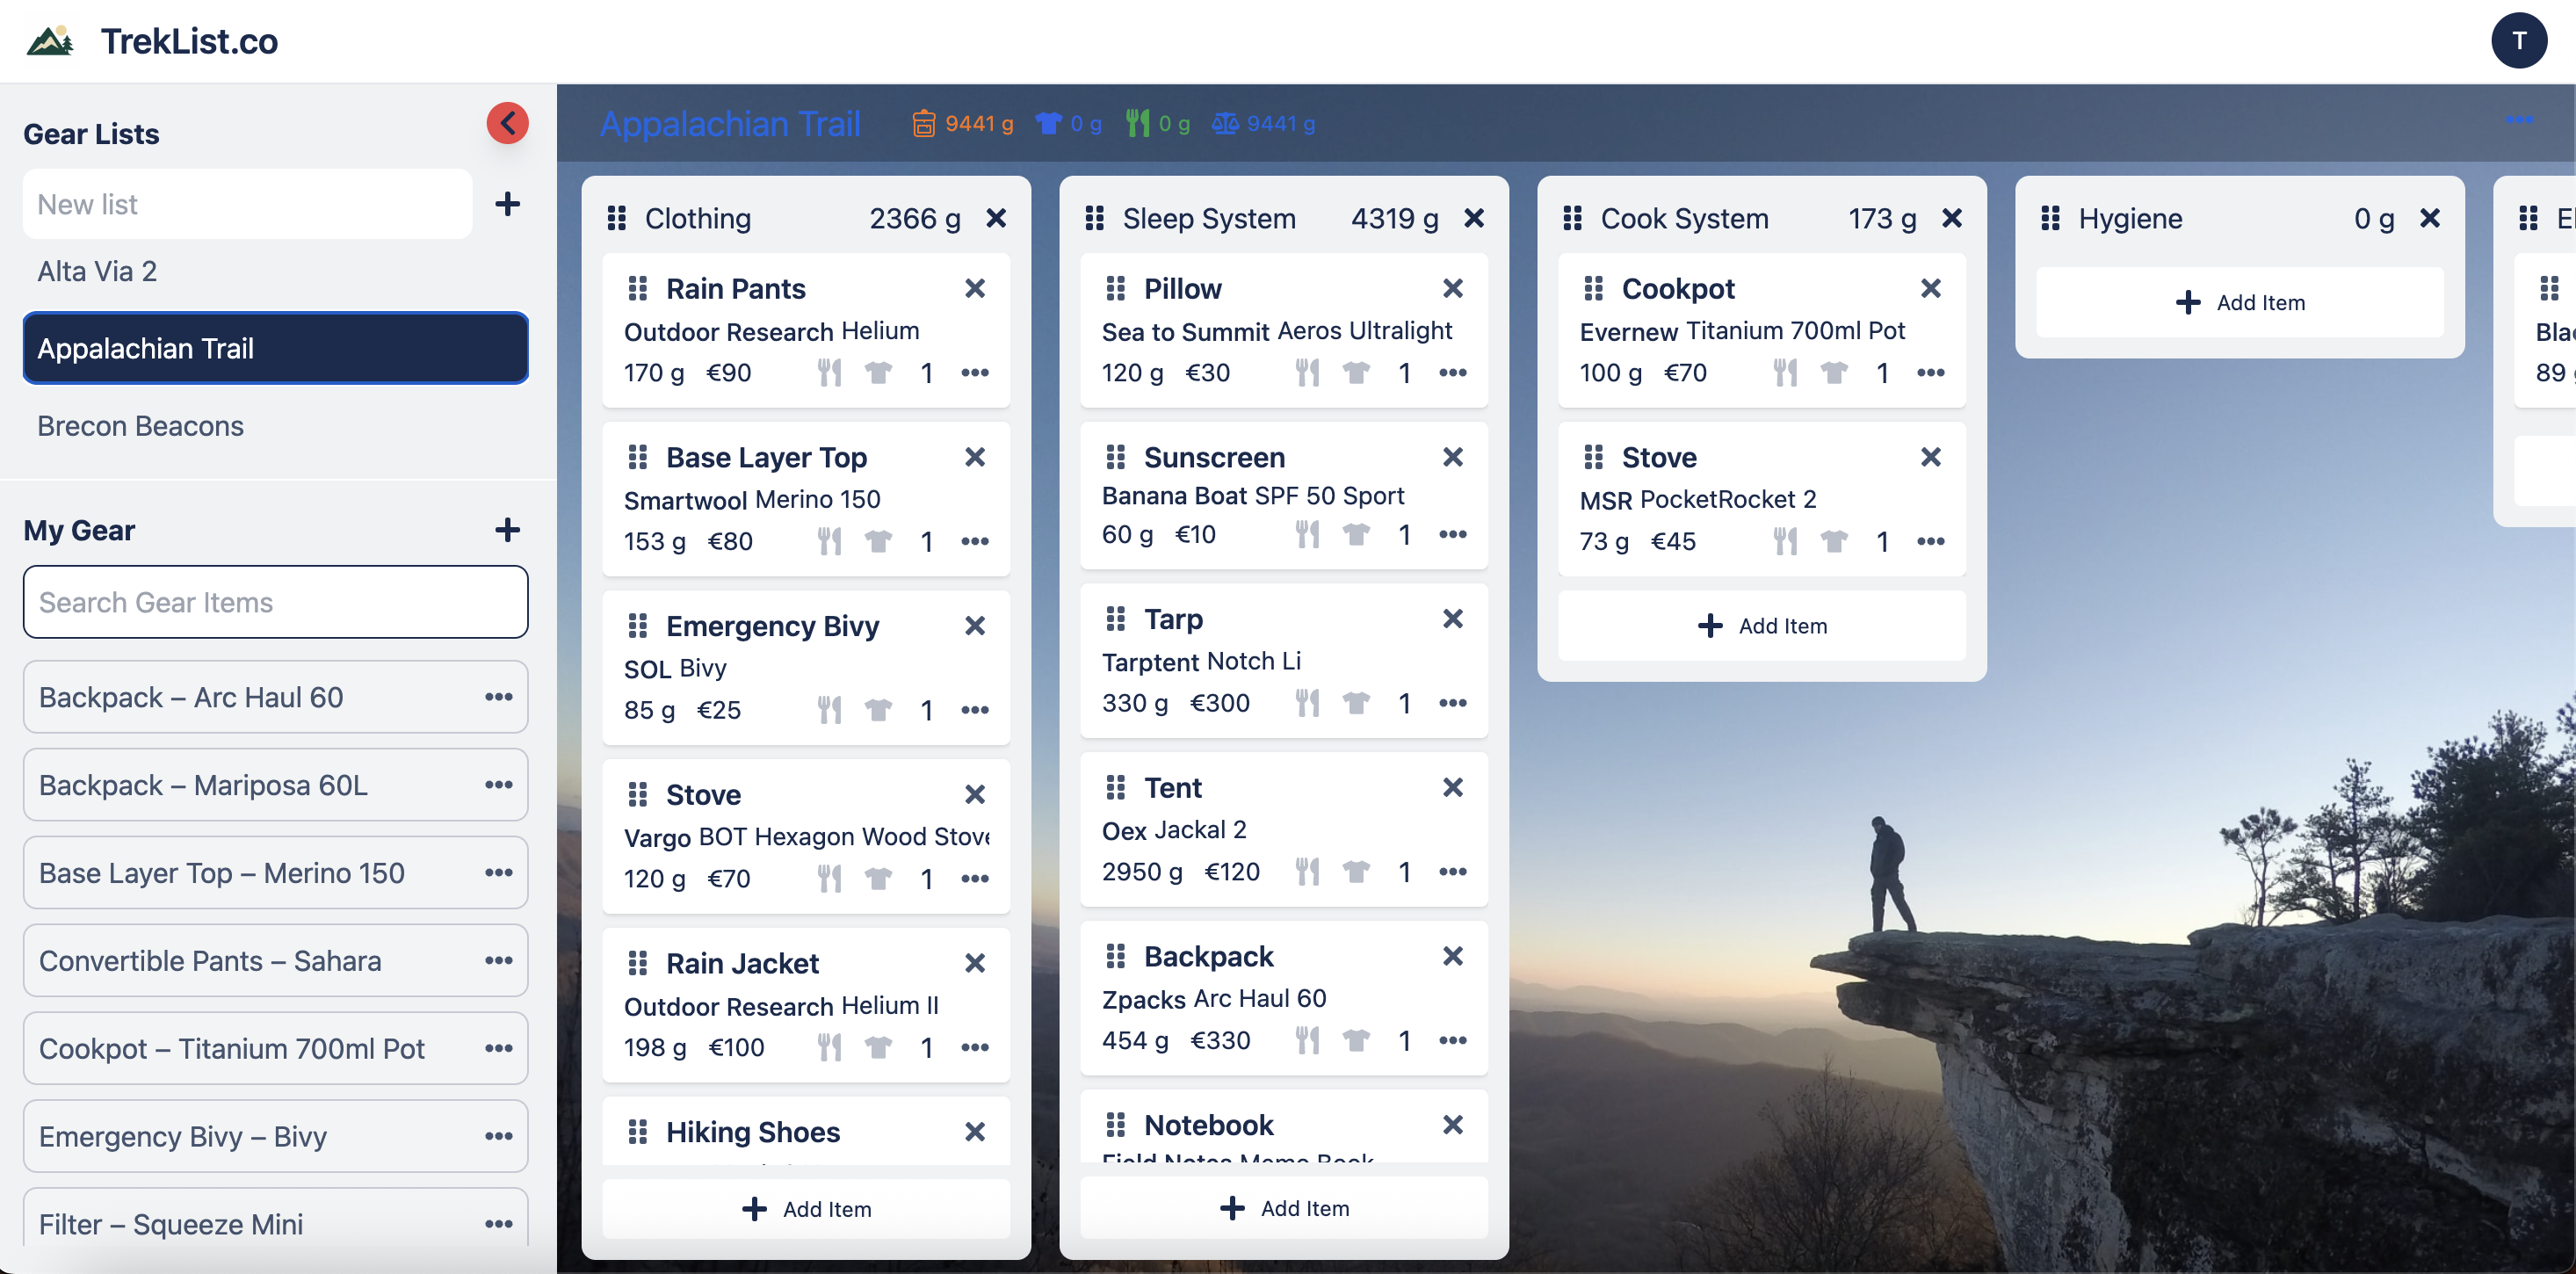 TrekList.co
T
Gear Lists
New list
Alta Via 2
Appalachian Trail
Brecon Beacons
My Gear
Search Gear Items
Backpack – Arc Haul 60
Backpack – Mariposa 60L
Base Layer Top – Merino 150
Convertible Pants – Sahara
Cookpot – Titanium 700ml Pot
Emergency Bivy – Bivy
Filter – Squeeze Mini
Appalachian Trail 9441 g 0 g 0 g 9441 g
Clothing 2366 g
Rain Pants
Outdoor Research Helium
170 g €90 1
Base Layer Top
Smartwool Merino 150
153 g €80 1
Emergency Bivy
SOL Bivy
85 g €25 1
Stove
Vargo BOT Hexagon Wood Stove
120 g €70 1
Rain Jacket
Outdoor Research Helium II
198 g €100 1
Hiking Shoes
Add Item
Sleep System 4319 g
Pillow
Sea to Summit Aeros Ultralight
120 g €30 1
Sunscreen
Banana Boat SPF 50 Sport
60 g €10 1
Tarp
Tarptent Notch Li
330 g €300 1
Tent
Oex Jackal 2
2950 g €120 1
Backpack
Zpacks Arc Haul 60
454 g €330 1
Notebook
Field Notes Memo Book
Add Item
Cook System 173 g
Cookpot
Evernew Titanium 700ml Pot
100 g €70 1
Stove
MSR PocketRocket 2
73 g €45 1
Add Item
Hygiene 0 g
Add Item
89